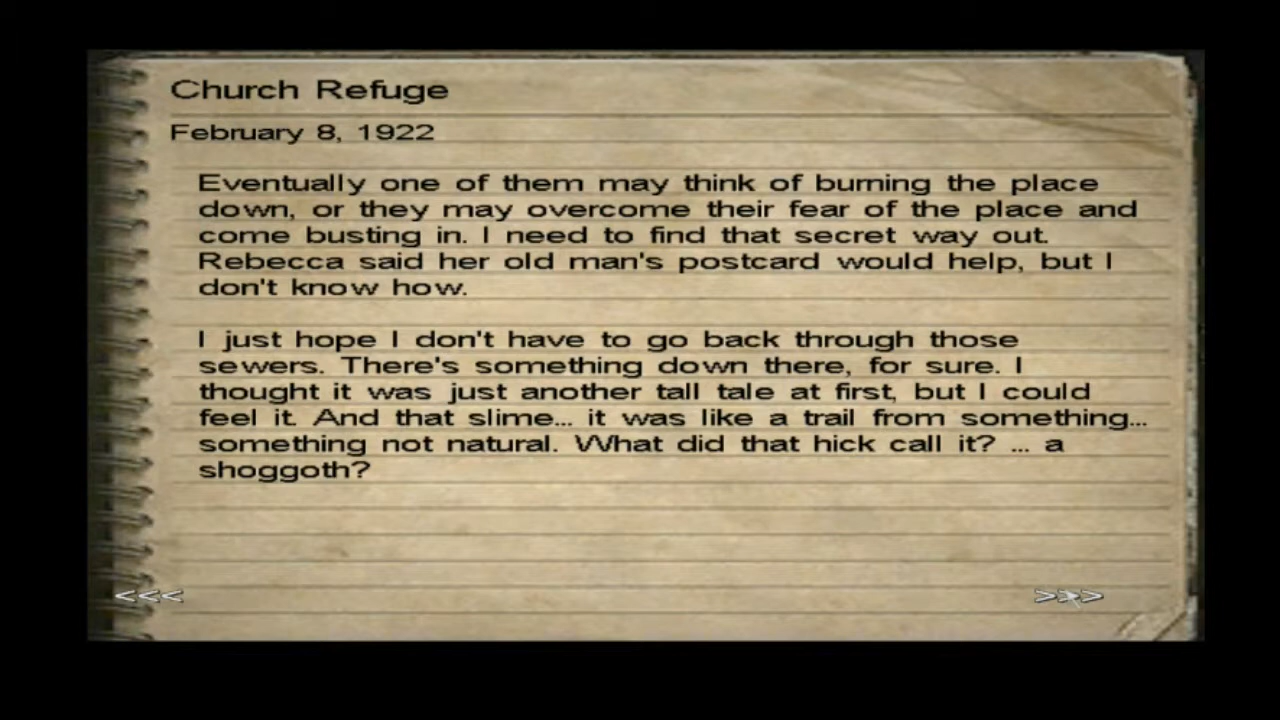 Church Refuge
February 8, 1922
Eventually one of them may think of burning the place
down, or they may overcome their fear of the place and
come busting in. I need to find that secret way out.
Rebecca said her old man's postcard would help, but I
don't know how.
I just hope I don't have to go back through those
sewers. There's something down there, for sure. I
thought it was just another tall tale at first, but I could
feel it. And that slime... it was like a trail from something...
something not natural. What did that hick call it? ... a
shoggoth?
<<< >>>